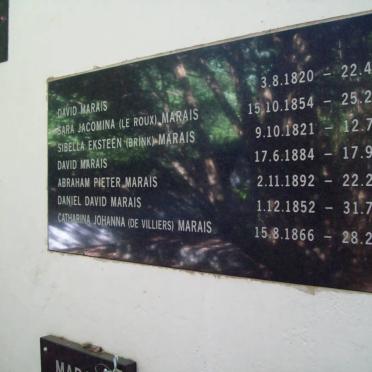 DAVID MARAIS 3.8.1820 – 22.4
SARA JACOMINA (LE ROUX) MARAIS 15.10.1854 – 25.2
SIBELLA EKSTEEN (BRINK) MARAIS 9.10.1821 – 12.7
DAVID MARAIS 17.6.1884 – 17.9
ABRAHAM PIETER MARAIS 2.11.1892 – 22.2
DANIEL DAVID MARAIS 1.12.1852 – 31.7
CATHARINA JOHANNA (DE VILLIERS) MARAIS 15.8.1866 – 28.2